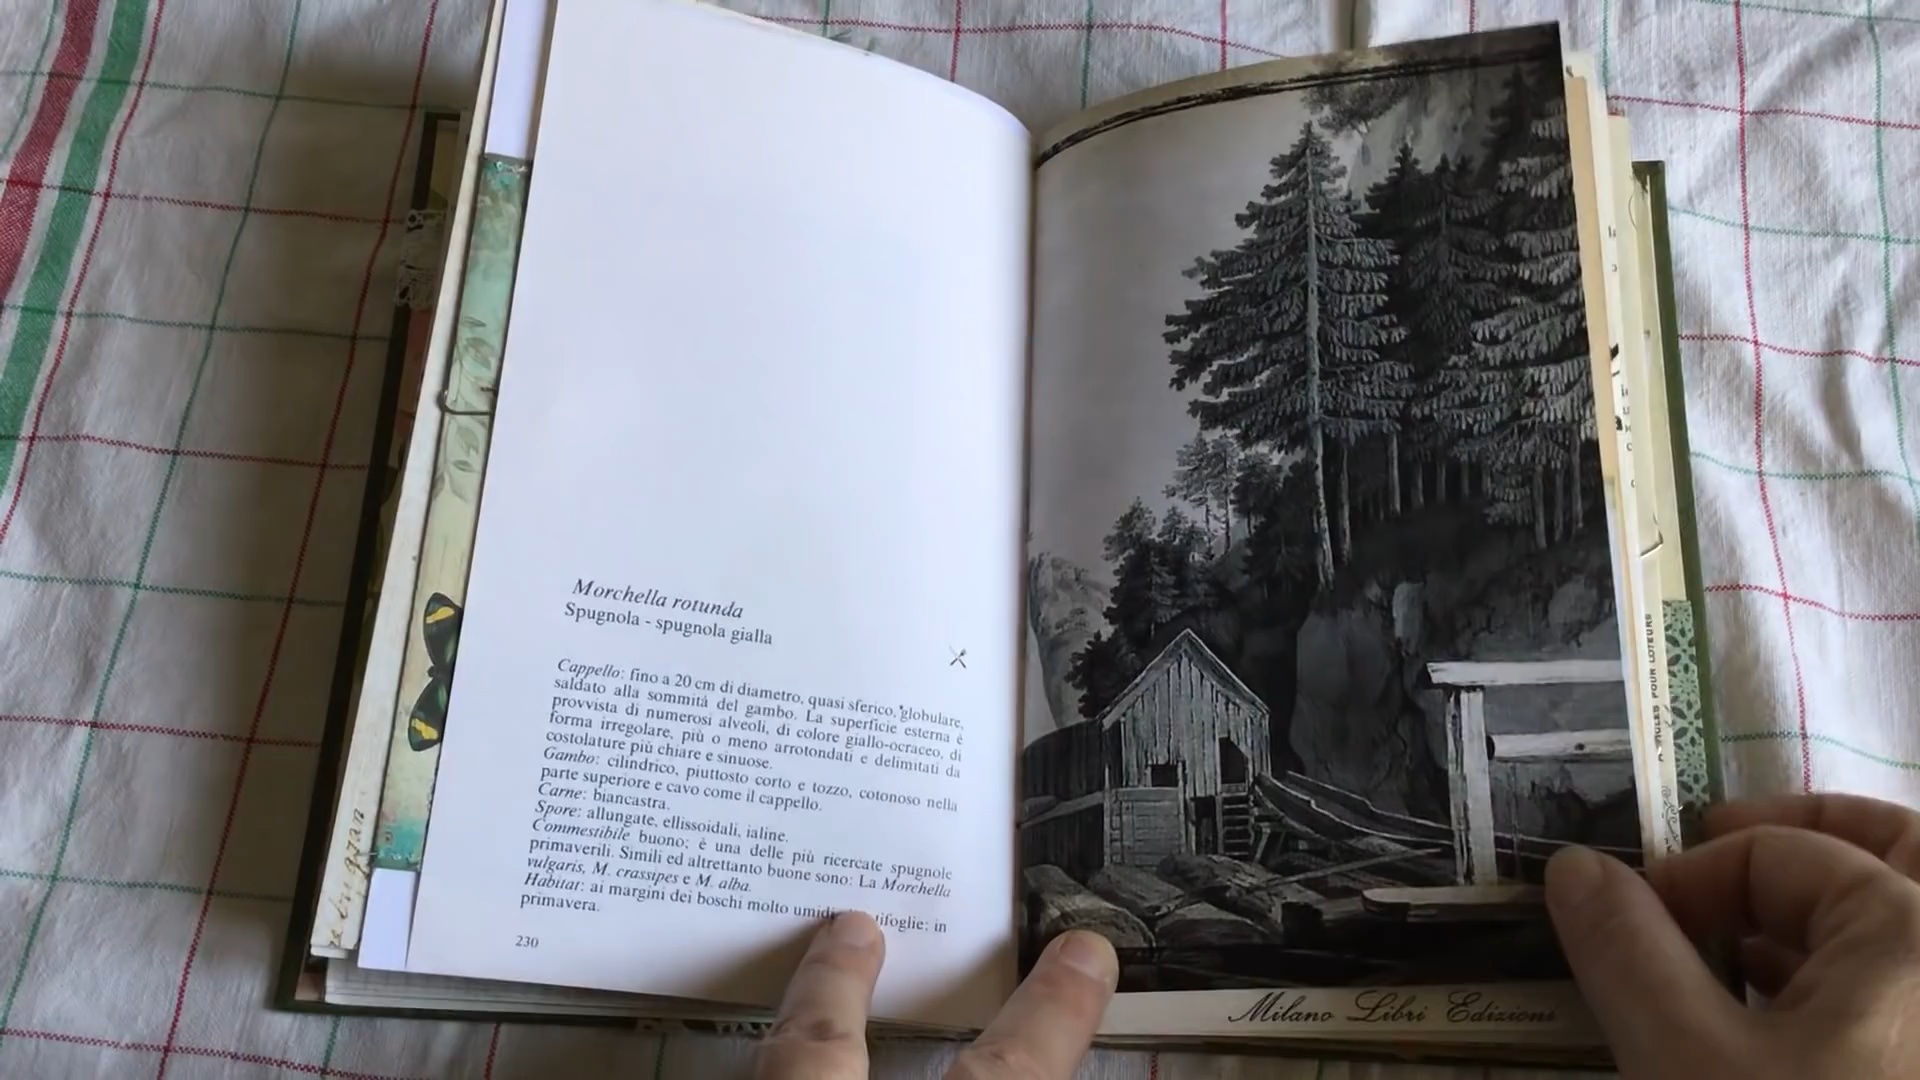 Morchella rotunda
Spugnola - spugnola gialla
Cappello: fino a 20 cm di diametro, quasi sferico, globulare,
saldato alla sommità del gambo. La superficie esterna è
provvista di numerosi alveoli, di colore giallo-ocraceo, di
forma irregolare, più o meno arrotondati e delimitati da
costolature più chiare e sinuose.
Gambo: cilindrico, piuttosto corto e tozzo, cotonoso nella
parte superiore e cavo come il cappello.
Carne: biancastra.
Spore: allungate, ellissoidali, ialine.
Commestibile buono; è una delle più ricercate spugnole
primaverili. Simili ed altrettanto buone sono: La Morchella
vulgaris, M. crassipes e M. alba.
Habitat: ai margini dei boschi molto in
primavera.
230
Milano Libri Edizioni
POUR LOTEURS